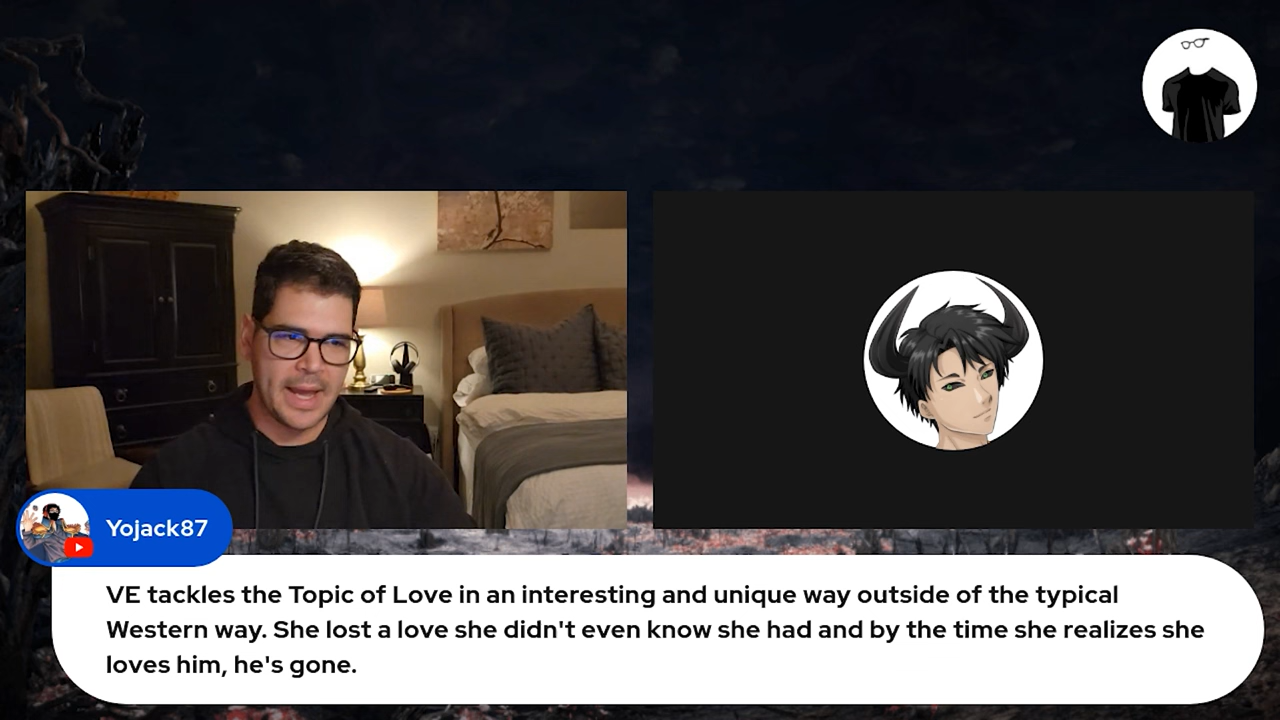 Yojack87
VE tackles the Topic of Love in an interesting and unique way outside of the typical
Western way. She lost a love she didn't even know she had and by the time she realizes she
loves him, he's gone.